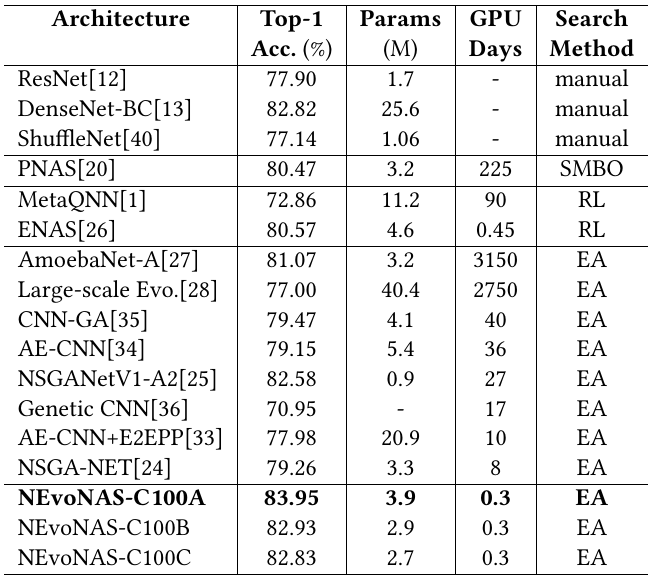 Architecture Top-1 Params GPU Search
Acc. (%) (M) Days Method
ResNet[12] 77.90 1.7 - manual
DenseNet-BC[13] 82.82 25.6 - manual
ShuffleNet[40] 77.14 1.06 - manual
PNAS[20] 80.47 3.2 225 SMBO
MetaQNN[1] 72.86 11.2 90 RL
ENAS[26] 80.57 4.6 0.45 RL
AmoebaNet-A[27] 81.07 3.2 3150 EA
Large-scale Evo.[28] 77.00 40.4 2750 EA
CNN-GA[35] 79.47 4.1 40 EA
AE-CNN[34] 79.15 5.4 36 EA
NSGANetV1-A2[25] 82.58 0.9 27 EA
Genetic CNN[36] 70.95 - 17 EA
AE-CNN+E2EPP[33] 77.98 20.9 10 EA
NSGA-NET[24] 79.26 3.3 8 EA
NEvoNAS-C100A 83.95 3.9 0.3 EA
NEvoNAS-C100B 82.93 2.9 0.3 EA
NEvoNAS-C100C 82.83 2.7 0.3 EA